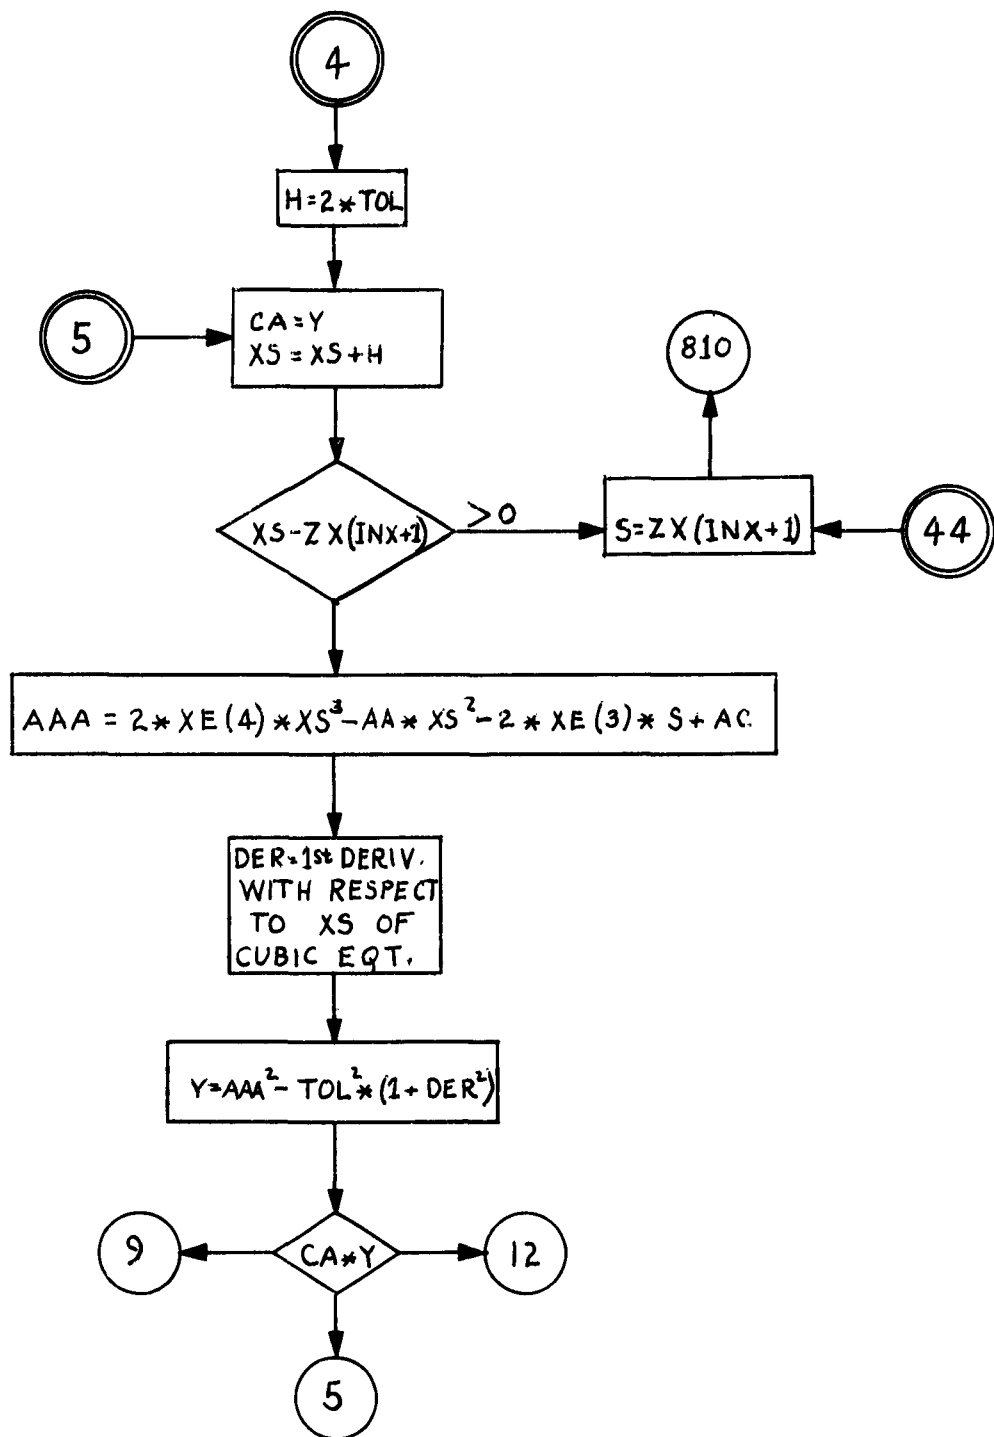 4
H=2*TOL
5
CA=Y
XS=XS+H
810
XS-ZX(INX+1)
>0
S=ZX(INX+1)
44
AAA = 2*XE(4)*XS³-AA*XS²-2*XE(3)*S+AC.
DER=1st DERIV.
WITH RESPECT
TO XS OF
CUBIC EQT.
Y=AAA²-TOL²*(1+DER²)
9
CA*Y
12
5